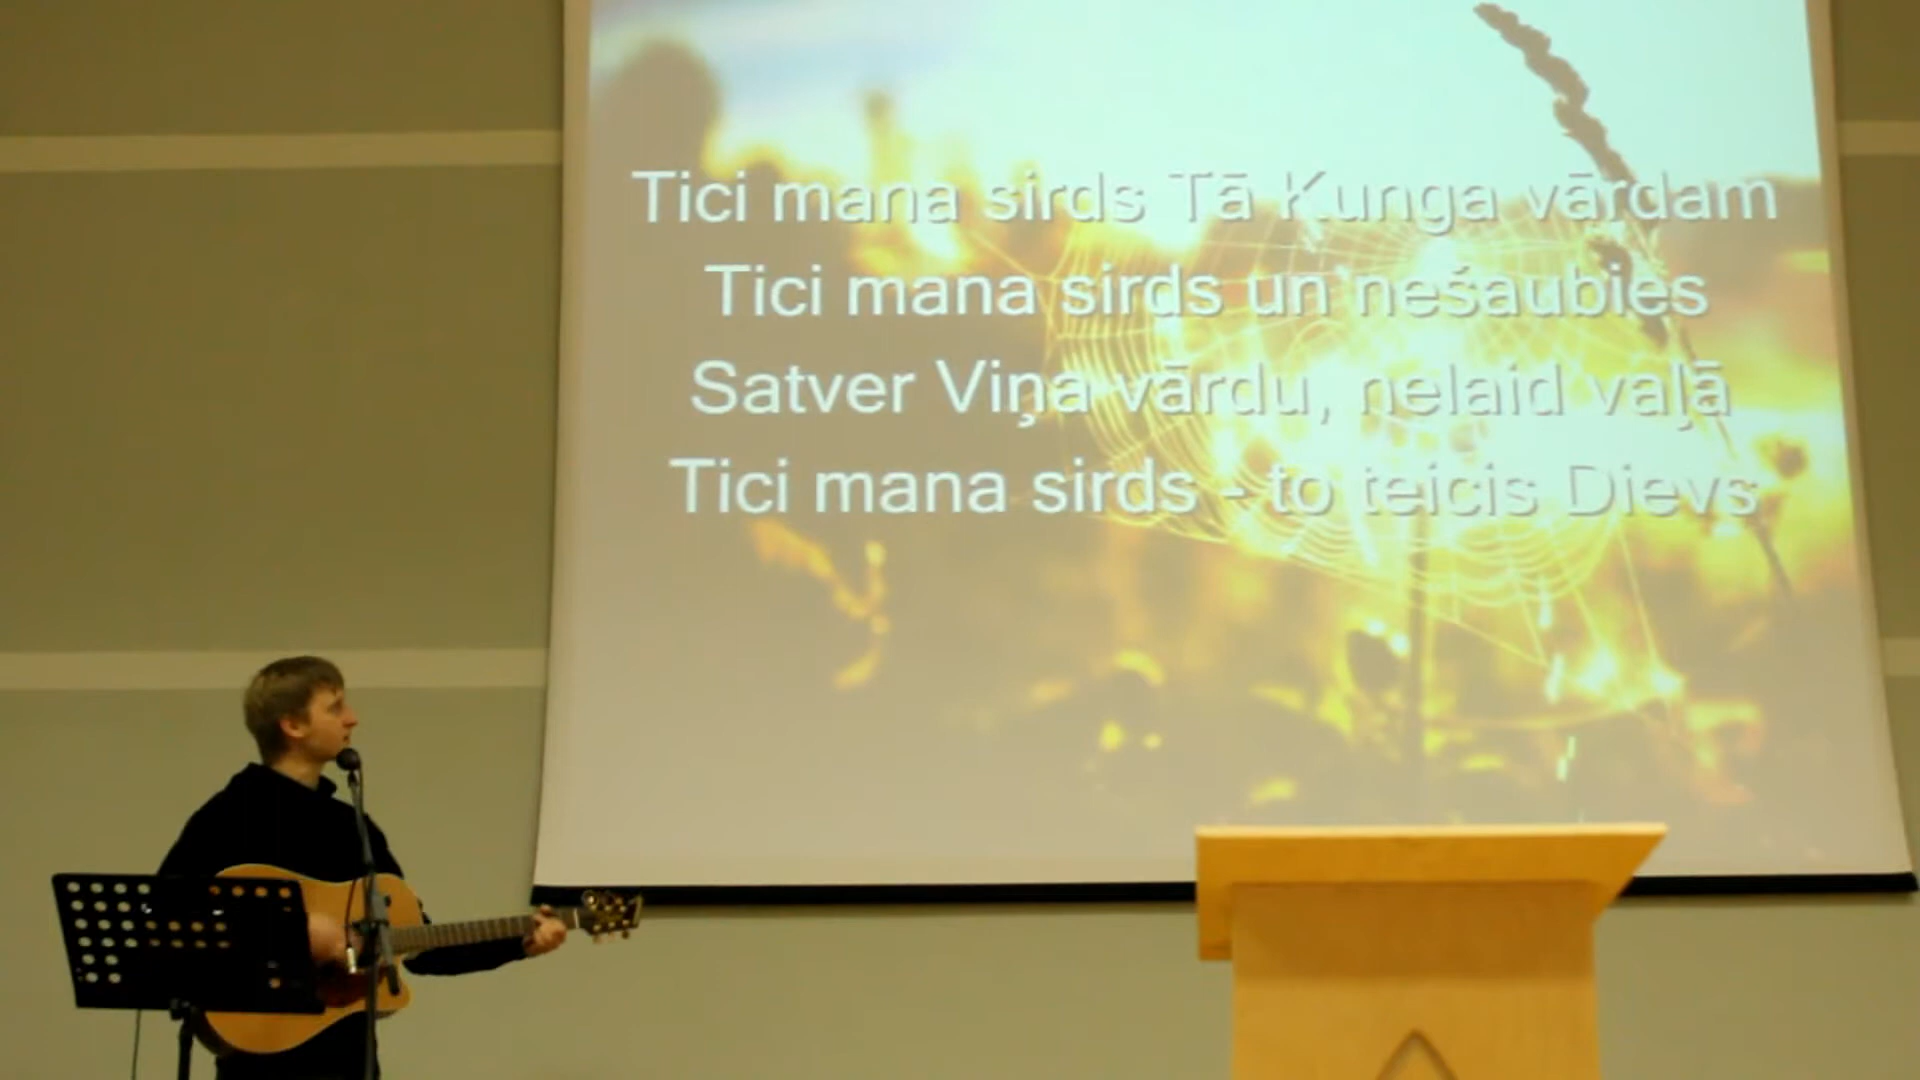 Tici mana sirds Tā Kunga vārdam
Tici mana sirds un nešaubies
Satver Viņa vārdu, nelaid vaļā
Tici mana sirds - to teicis Dievs